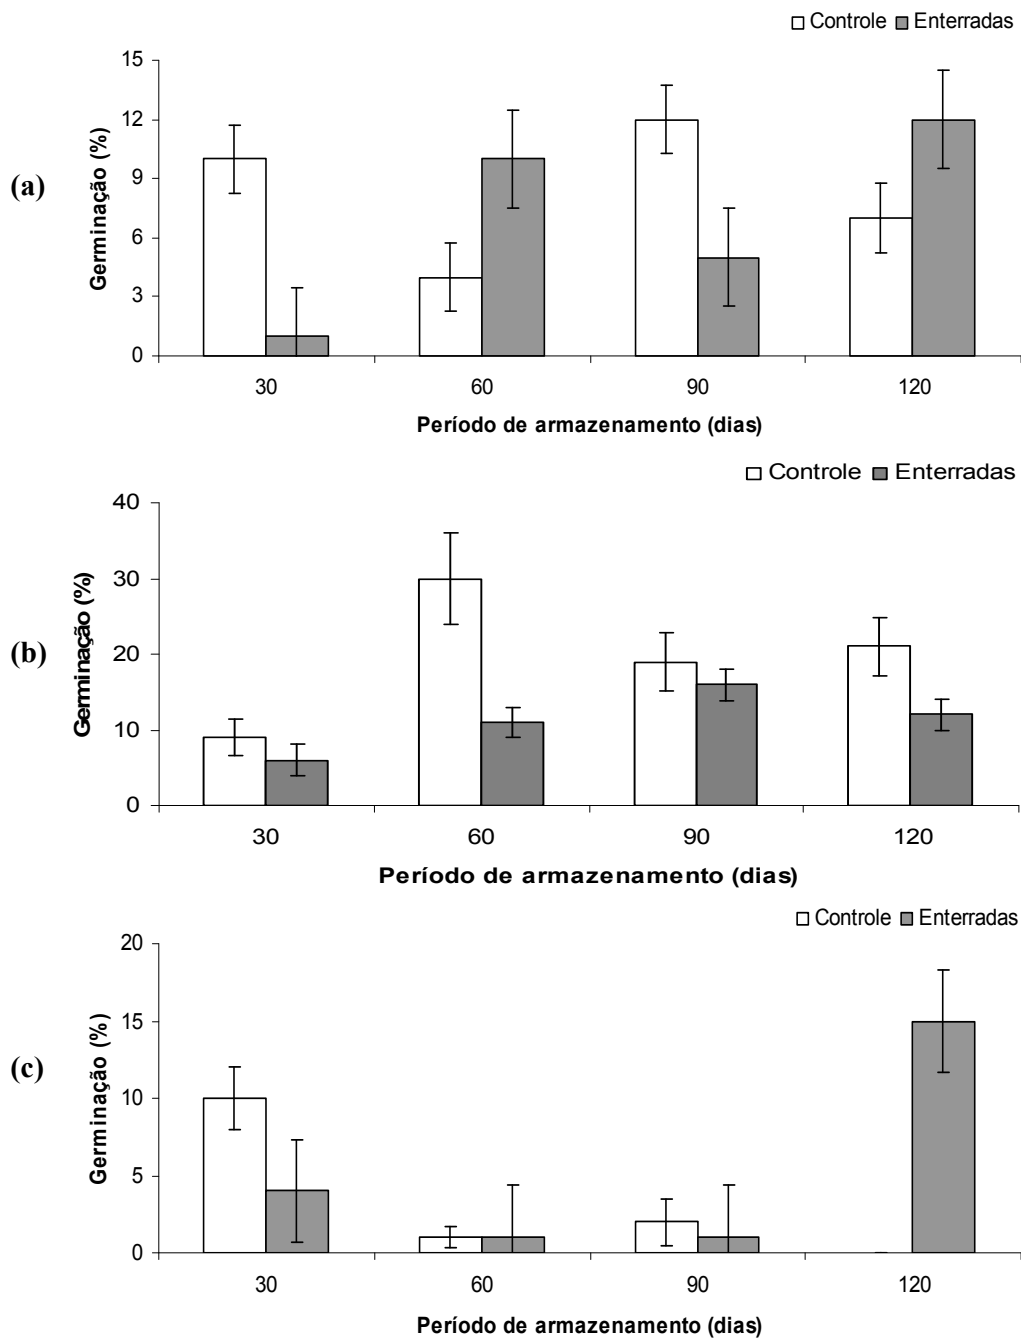 Controle Enterradas
(a)
Germinação (%)
15
12
9
6
3
0
30 60 90 120
Período de armazenamento (dias)
Controle Enterradas
(b)
Germinação (%)
40
30
20
10
0
30 60 90 120
Período de armazenamento (dias)
Controle Enterradas
(c)
Germinação (%)
20
15
10
5
0
30 60 90 120
Período de armazenamento (dias)